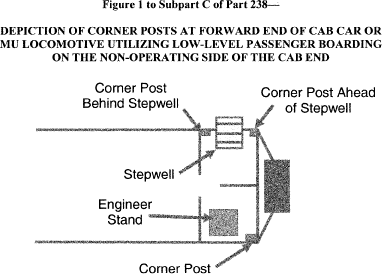 Figure 1 to Subpart C of Part 238—
DEPICTION OF CORNER POSTS AT FORWARD END OF CAB CAR OR
MU LOCOMOTIVE UTILIZING LOW-LEVEL PASSENGER BOARDING
ON THE NON-OPERATING SIDE OF THE CAB END
Corner Post
Behind Stepwell
Corner Post Ahead
of Stepwell
Stepwell
Engineer
Stand
Corner Post